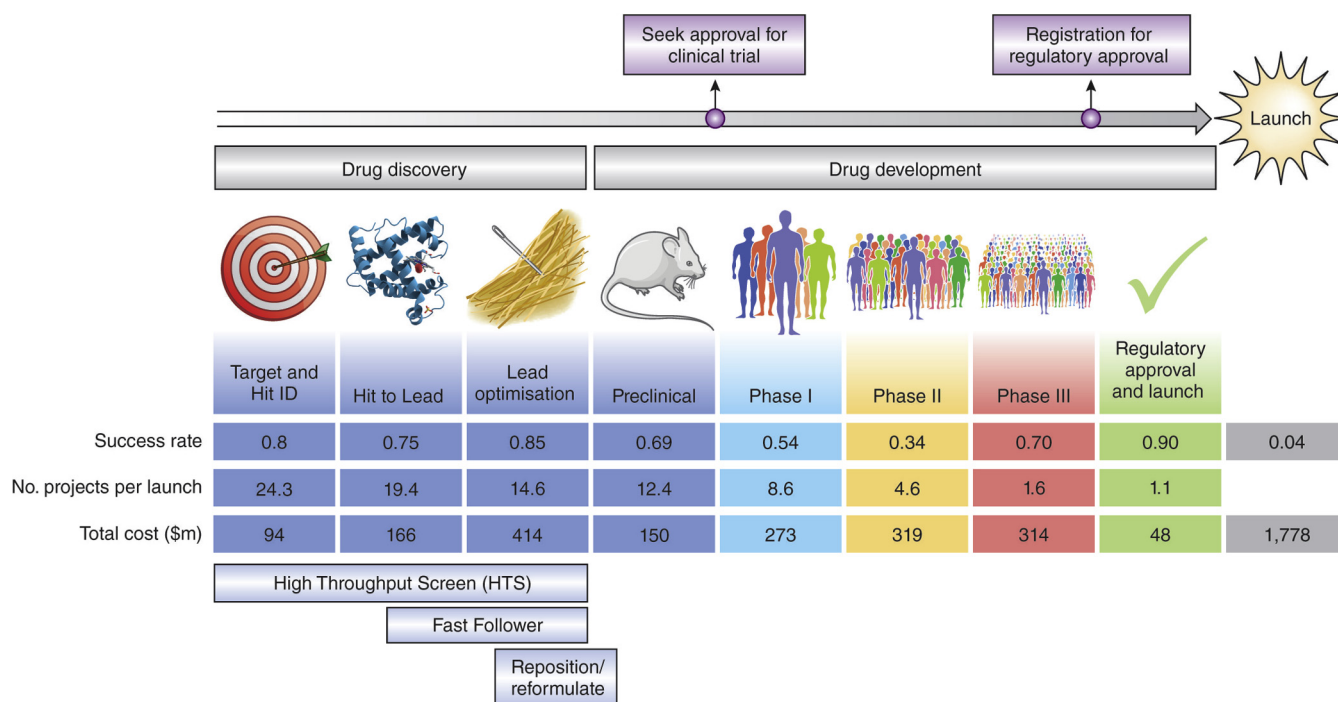 Seek approval for
clinical trial
Registration for
regulatory approval
Launch
Drug discovery
Drug development
Target and
Hit ID
Hit to Lead
Lead
optimisation
Preclinical
Phase I
Phase II
Phase III
Regulatory
approval
and launch
Success rate 0.8 0.75 0.85 0.69 0.54 0.34 0.70 0.90 0.04
No. projects per launch 24.3 19.4 14.6 12.4 8.6 4.6 1.6 1.1
Total cost ($m) 94 166 414 150 273 319 314 48 1,778
High Throughput Screen (HTS)
Fast Follower
Reposition/
reformulate